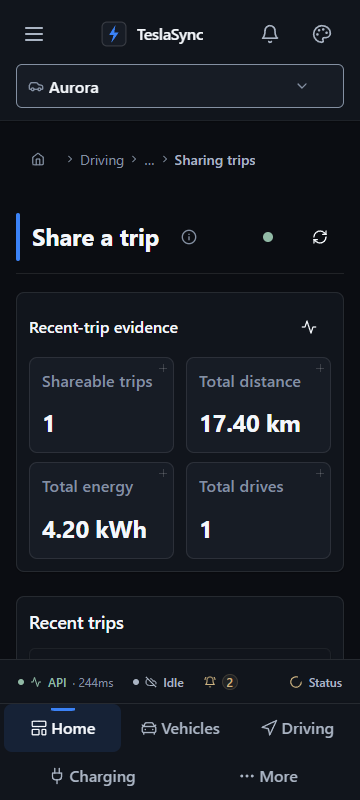 TeslaSync
Aurora
Driving ... Sharing trips
Share a trip
Recent-trip evidence
Shareable trips
1
Total distance
17.40 km
Total energy
4.20 kWh
Total drives
1
Recent trips
API · 244ms Idle 2 Status
Home Vehicles Driving
Charging More